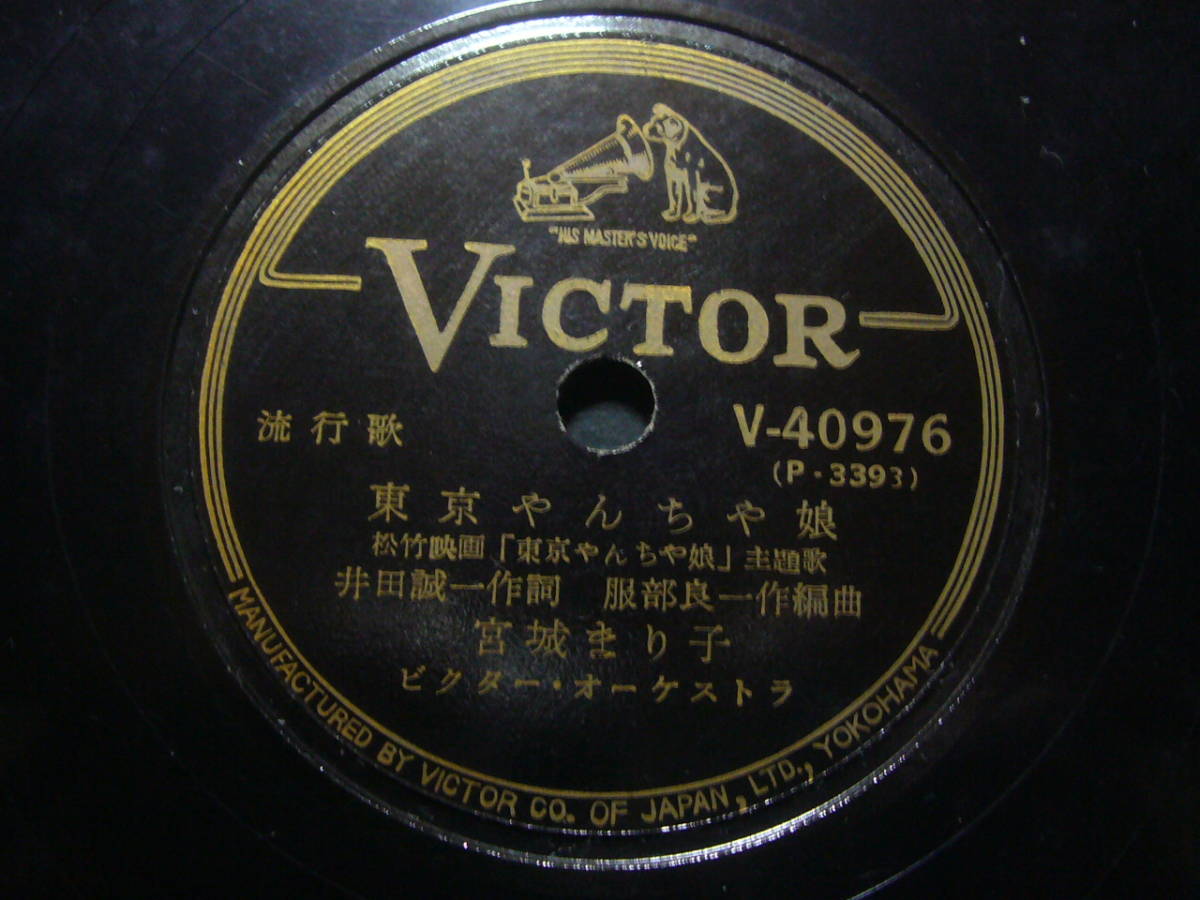 "HIS MASTER'S VOICE"
VICTOR
流行歌
V-40976
(P・3393)
東京やんちや娘
松竹映画「東京やんちや娘」主題歌
井田誠一作詞 服部良一作編曲
宮城まり子
ビクター・オーケストラ
MANUFACTURED BY VICTOR CO. OF JAPAN, LTD., YOKOHAMA